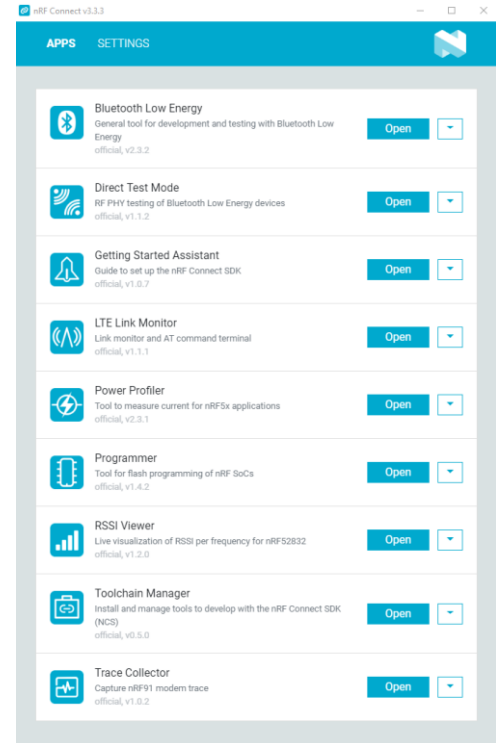 nRF Connect v3.3.3
APPS SETTINGS
Bluetooth Low Energy
General tool for development and testing with Bluetooth Low
Energy
official, v2.3.2
Open
Direct Test Mode
RF PHY testing of Bluetooth Low Energy devices
official, v1.1.2
Open
Getting Started Assistant
Guide to set up the nRF Connect SDK
official, v1.0.7
Open
LTE Link Monitor
Link monitor and AT command terminal
official, v1.1.1
Open
Power Profiler
Tool to measure current for nRF5x applications
official, v2.3.1
Open
Programmer
Tool for flash programming of nRF SoCs
official, v1.4.2
Open
RSSI Viewer
Live visualization of RSSI per frequency for nRF52832
official, v1.2.0
Open
Toolchain Manager
Install and manage tools to develop with the nRF Connect SDK
(NCS)
official, v0.5.0
Open
Trace Collector
Capture nRF91 modem trace
official, v1.0.2
Open